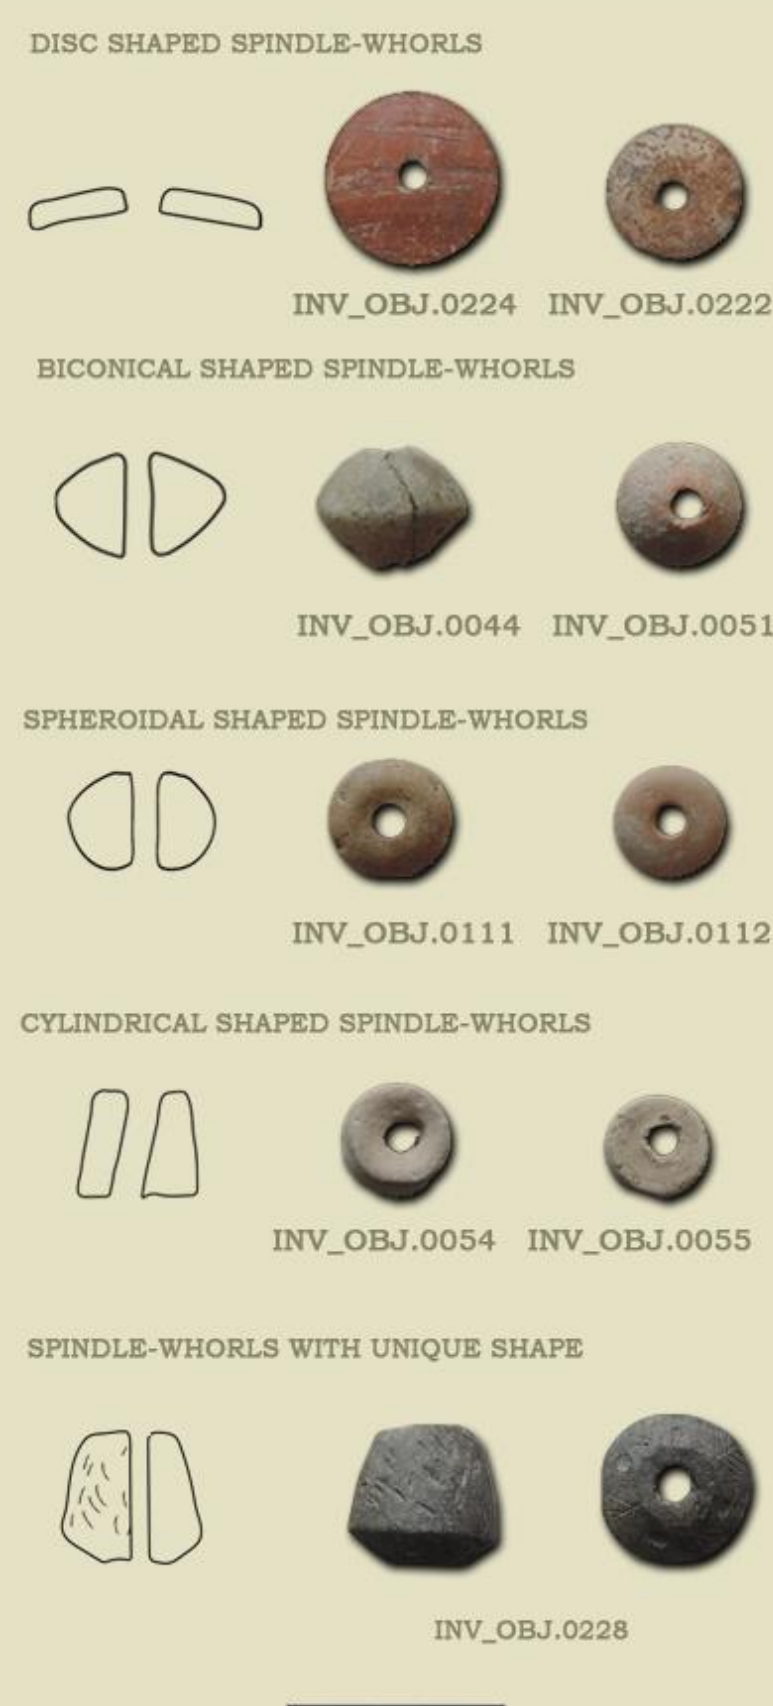 DISC SHAPED SPINDLE-WHORLS
INV_OBJ.0224 INV_OBJ.0222
BICONICAL SHAPED SPINDLE-WHORLS
INV_OBJ.0044 INV_OBJ.0051
SPHEROIDAL SHAPED SPINDLE-WHORLS
INV_OBJ.0111 INV_OBJ.0112
CYLINDRICAL SHAPED SPINDLE-WHORLS
INV_OBJ.0054 INV_OBJ.0055
SPINDLE-WHORLS WITH UNIQUE SHAPE
INV_OBJ.0228